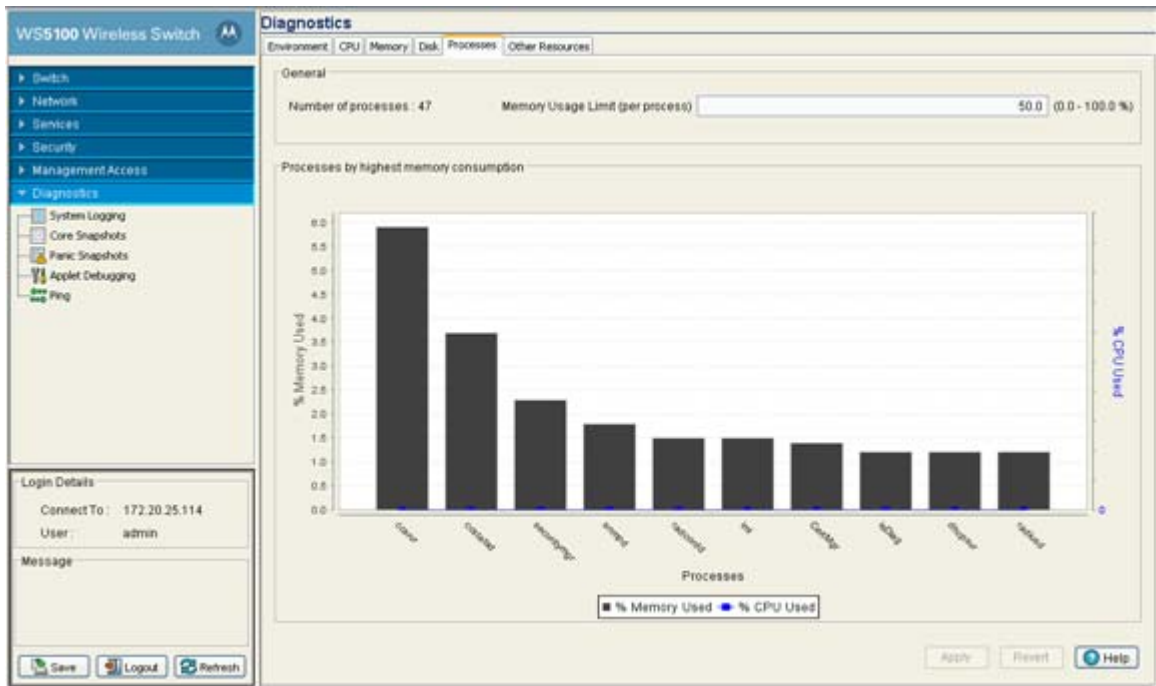 WS5100 Wireless Switch
Switch
Network
Services
Security
Management Access
Diagnostics
System Logging
Core Snapshots
Panic Snapshots
Applet Debugging
Ping
Login Details
Connect To : 172.20.25.114
User : admin
Message
Save Logout Refresh
Diagnostics
Environment CPU Memory Disk Processes Other Resources
General
Number of processes : 47 Memory Usage Limit (per process) 50.0 (0.0 - 100.0 %)
Processes by highest memory consumption
% Memory Used
6.0
5.5
5.0
4.5
4.0
3.5
3.0
2.5
2.0
1.5
1.0
0.5
0.0
% CPU Used
0
securitymgr
snmpd
CertMgr
Processes
% Memory Used % CPU Used
Apply Revert Help